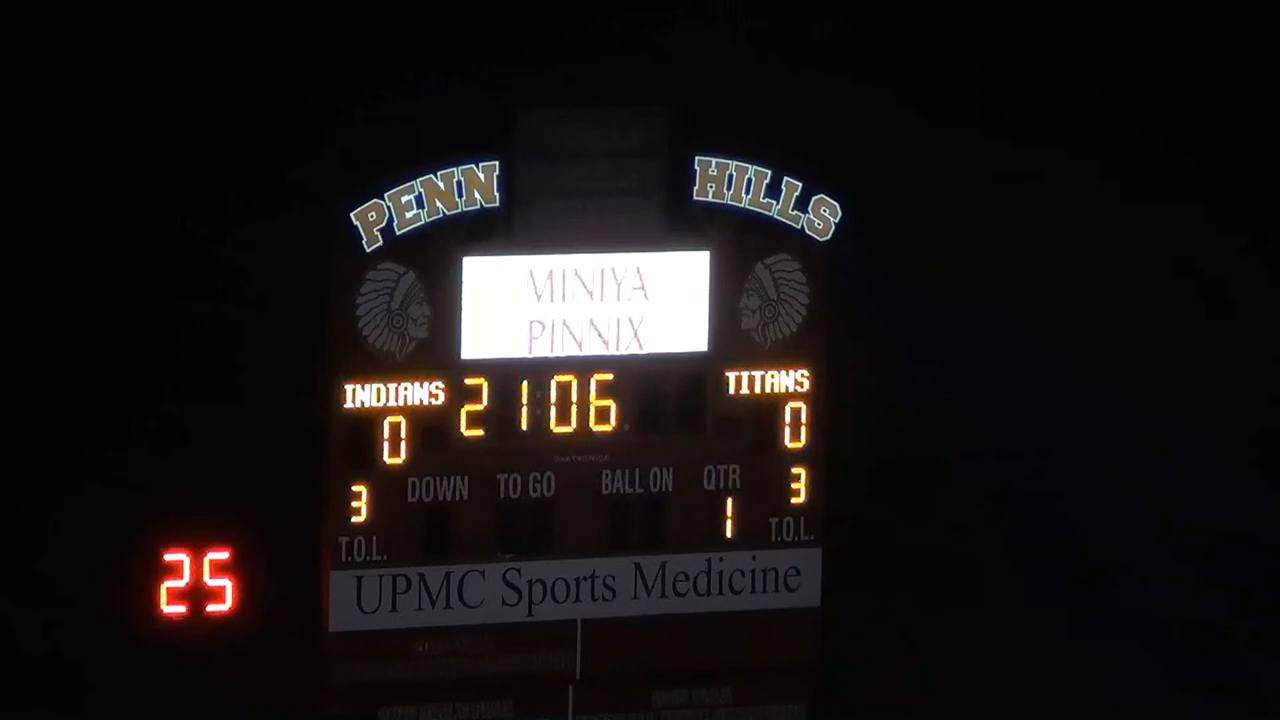 PENN HILLS
MINIYA
PINNIX
INDIANS 21:06 TITANS
0 0
DAKTRONICS
3 DOWN TO GO BALL ON QTR 3
T.O.L. 1 T.O.L.
25
UPMC Sports Medicine